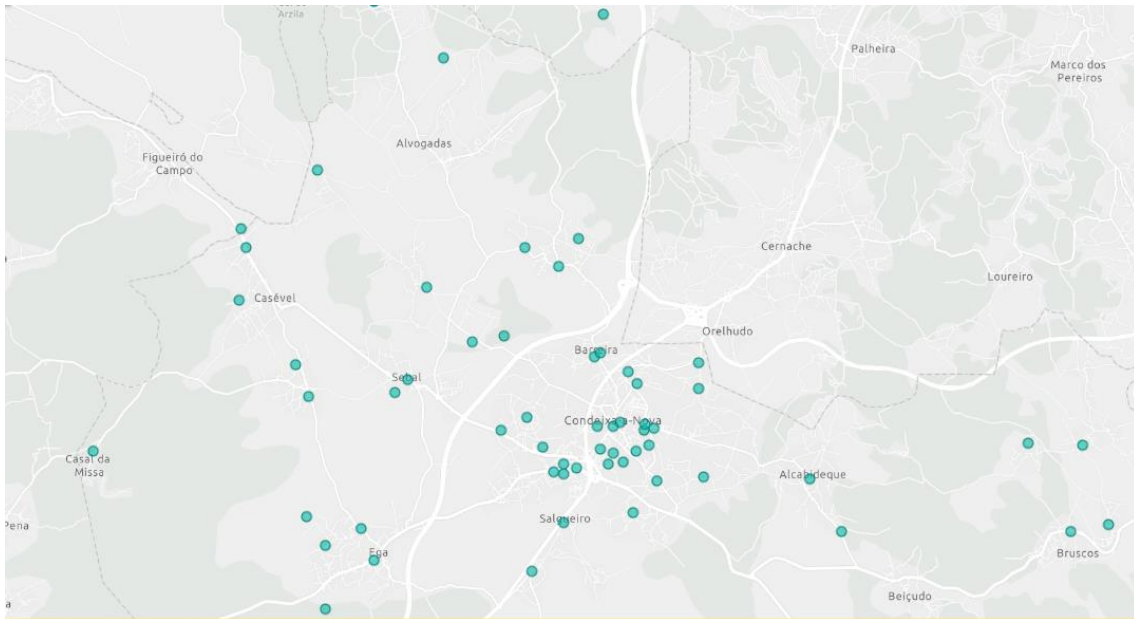 Arzila
Palheira
Marco dos
Pereiros
Alvogadas
Figueiró do
Campo
Cernache
Loureiro
Casével
Orelhudo
Barreira
Sebal
Condeixa-a-Nova
Casal da
Missa
Alcabideque
Pena
Salgueiro
Ega
Bruscos
Beiçudo
a